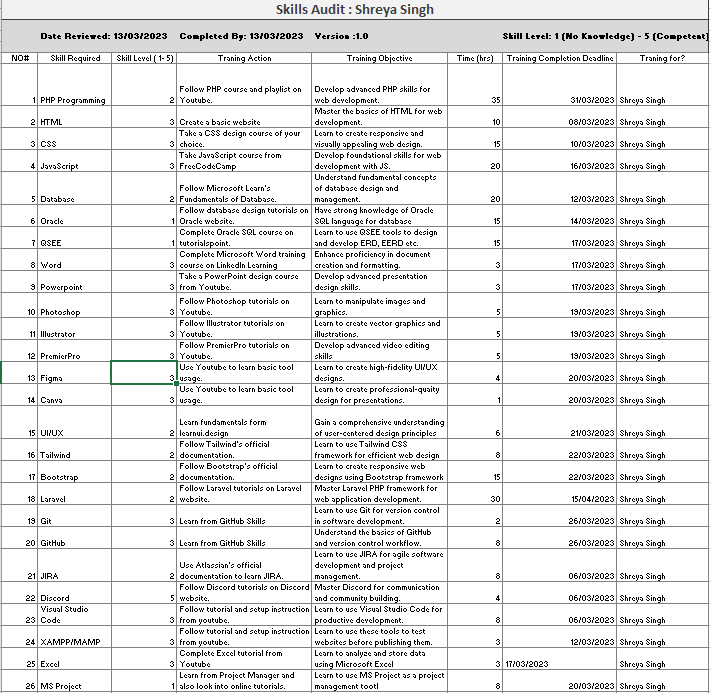 Skills Audit : Shreya Singh
Date Reviewed: 13/03/2023 Completed By: 13/03/2023 Version :1.0 Skill Level: 1 (No Knowledge) - 5 (Competent)
NO# Skill Required Skill Level ( 1- 5) Traning Action Training Objective Time (hrs) Training Completion Deadline Traning for?
Follow PHP course and playlist on Develop advanced PHP skills for
1 PHP Programming 2 Youtube. web development. 35 31/03/2023 Shreya Singh
Master the basics of HTML for web
2 HTML 3 Create a basic website development. 10 08/03/2023 Shreya Singh
Take a CSS design course of your Learn to create responsive and
3 CSS 3 choice. visually appealing web design. 15 10/03/2023 Shreya Singh
Take JavaScript course from Develop foundational skills for web
4 JavaScript 3 FreeCodeCamp development with JS. 20 16/03/2023 Shreya Singh
Understand fundamental concepts
Follow Microsoft Learn's of database design and
5 Database 2 Fundamentals of Database. management. 20 12/03/2023 Shreya Singh
Follow database design tutorials on Have strong knowledge of Oracle
6 Oracle 1 Oracle website. SQL language for database 15 14/03/2023 Shreya Singh
Complete Oracle SQL course on Learn to use QSEE tools to design
7 QSEE 1 tutorialspoint. and develop ERD, EERD etc. 15 17/03/2023 Shreya Singh
Complete Microsoft Word training Enhance proficiency in document
8 Word 3 course on LinkedIn Learning creation and formatting. 3 17/03/2023 Shreya Singh
Take a PowerPoint design course Develop advanced presentation
9 Powerpoint 3 from Youtube. design skills. 3 17/03/2023 Shreya Singh
Follow Photoshop tutorials on Learn to manipulate images and
10 Photoshop 3 Youtube. graphics. 5 19/03/2023 Shreya Singh
Follow Illustrator tutorials on Learn to create vector graphics and
11 Illustrator 3 Youtube. illustrations. 5 19/03/2023 Shreya Singh
Follow PremierPro tutorials on Develop advanced video editing
12 PremierPro 3 Youtube. skills 5 19/03/2023 Shreya Singh
Use Youtube to learn basic tool Learn to create high-fidelity UI/UX
13 Figma 3 usage. designs. 4 20/03/2023 Shreya Singh
Use Youtube to learn basic tool Learn to create professional-quaity
14 Canva 3 usage. design for presentations. 1 20/03/2023 Shreya Singh
Learn fundamentals form Gain a comprehensive understanding
15 UI/UX 2 learnui.design of user-centered design principles 6 21/03/2023 Shreya Singh
Follow Tailwind's official Learn to use Tailwind CSS
16 Tailwind 2 documentation. framework for efficient web design 8 22/03/2023 Shreya Singh
Follow Bootstrap's official Learn to create responsive web
17 Bootstrap 2 documentation. designs using Bootstrap framework 15 22/03/2023 Shreya Singh
Follow Laravel tutorials on Laravel Master Laravel PHP framework for
18 Laravel 2 website. web application development. 30 15/04/2023 Shreya Singh
Learn to use Git for version control
19 Git 3 Learn from GitHub Skills in software development. 2 26/03/2023 Shreya Singh
Understand the basics of GitHub
20 GitHub 3 Learn from GitHub Skills and version control workflow. 8 26/03/2023 Shreya Singh
Learn to use JIRA for agile software
Use Atlassian's official development and project
21 JIRA 2 documentation to learn JIRA. management. 8 06/03/2023 Shreya Singh
Follow Discord tutorials on Discord Master Discord for communication
22 Discord 5 website. and community building. 4 06/03/2023 Shreya Singh
Visual Studio Follow tutorial and setup instruction Learn to use Visual Studio Code for
23 Code 3 from youtube. productive development. 8 06/03/2023 Shreya Singh
Follow tutorial and setup instruction Learn to use these tools to test
24 XAMPP/MAMP 3 from youtube. websites before publishing them. 3 12/03/2023 Shreya Singh
Complete Excel tutorial from Learn to analyze and store data
25 Excel 3 Youtube using Microsoft Excel 3 17/03/2023 Shreya Singh
Learn from Project Manager and Learn to use MS Project as a project
26 MS Project 1 also look into online tutorials. management tootl 8 20/03/2023 Shreya Singh